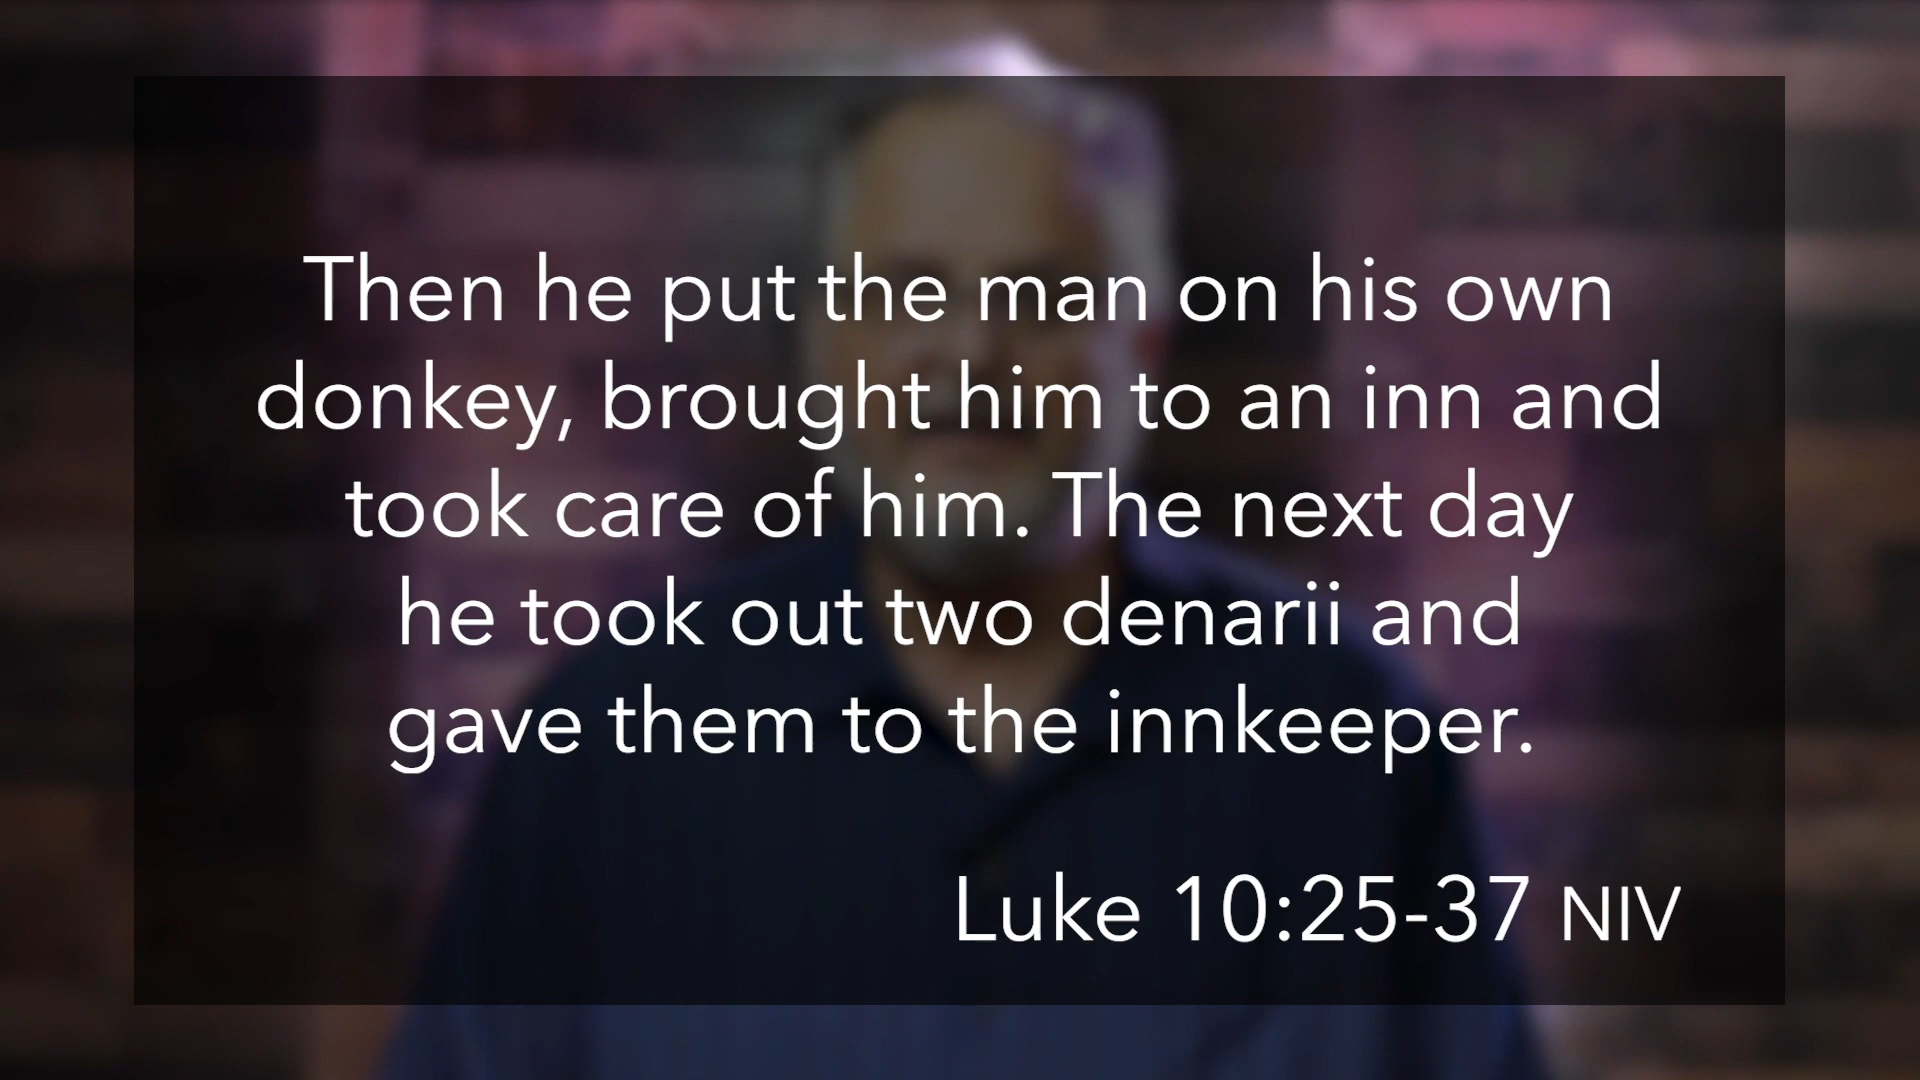 Then he put the man on his own
donkey, brought him to an inn and
took care of him. The next day
he took out two denarii and
gave them to the innkeeper.
Luke 10:25-37 NIV